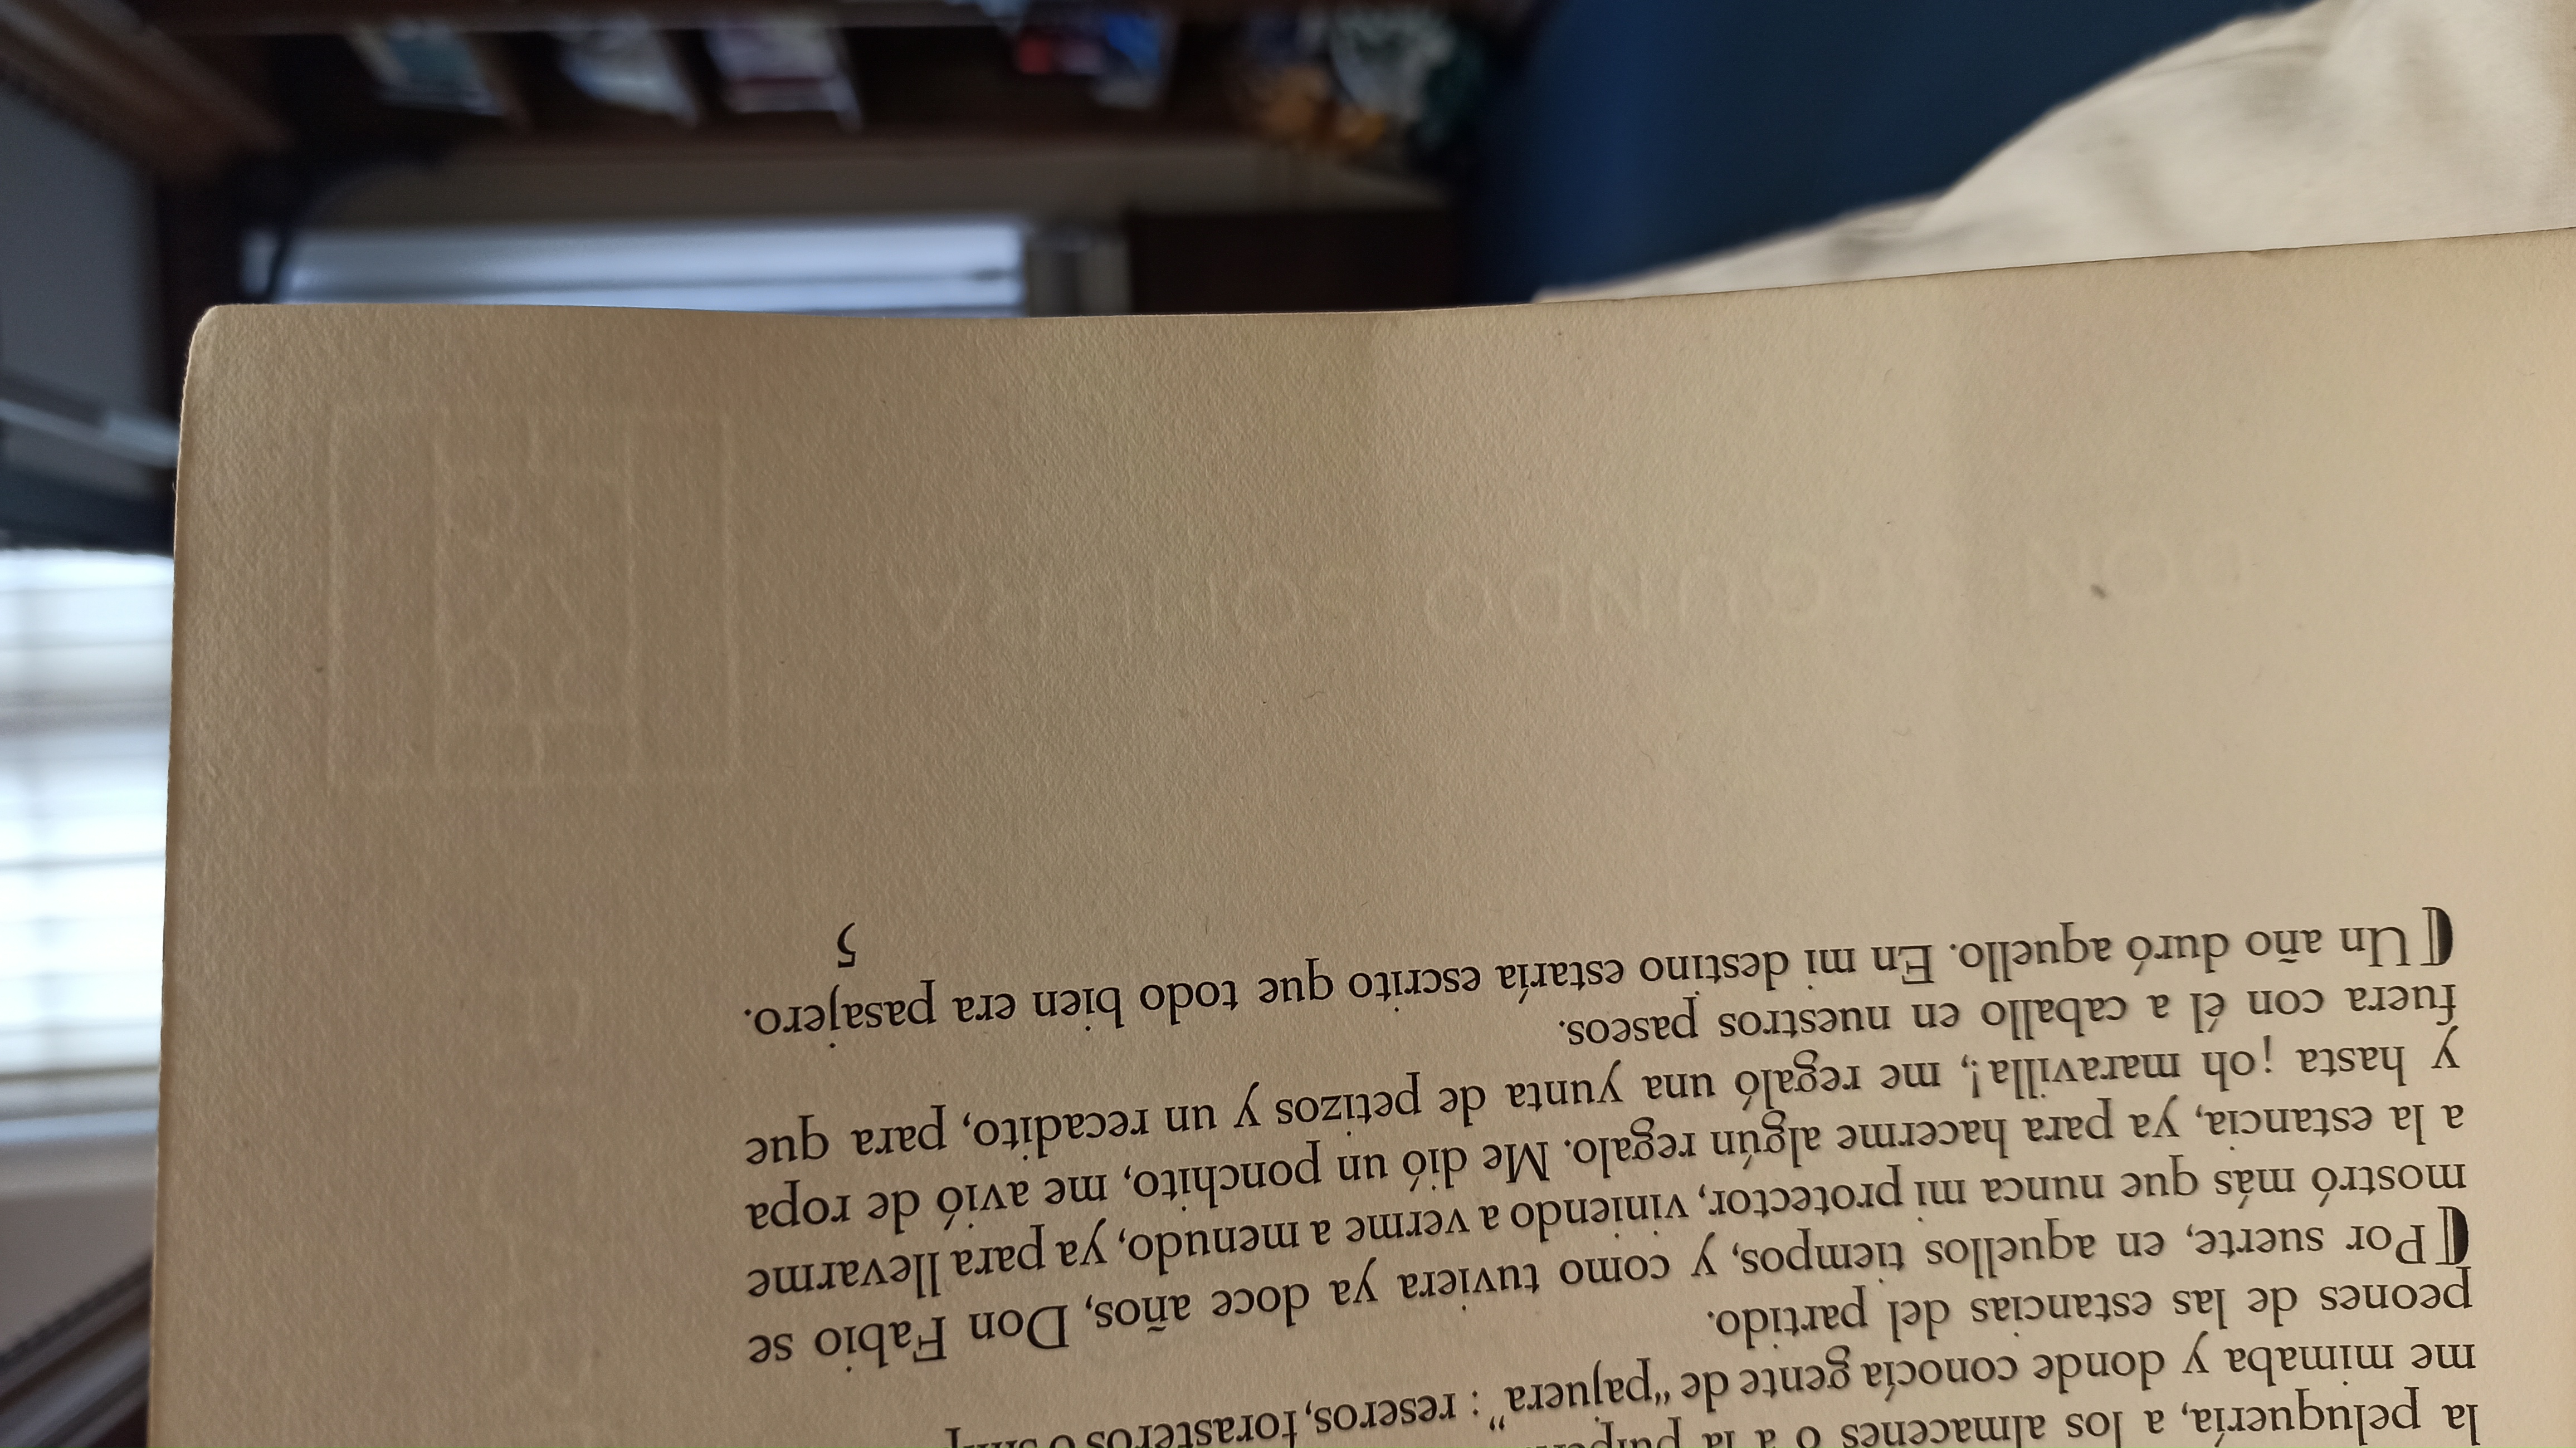 la peluquería, a los almacenes o a la
me mimaba y donde conocía gente de “pajuera”: reseros, forasteros o
peones de las estancias del partido.
¶ Por suerte, en aquellos tiempos, y como tuviera ya doce años, Don Fabio se
mostró más que nunca mi protector, viniendo a verme a menudo, ya para llevarme
a la estancia, ya para hacerme algún regalo. Me dió un ponchito, me avió de ropa
y hasta ¡oh maravilla!, me regaló una yunta de petizos y un recadito, para que
fuera con él a caballo en nuestros paseos.
¶ Un año duró aquello. En mi destino estaría escrito que todo bien era pasajero.
5
DON SEGUNDO SOMBRA